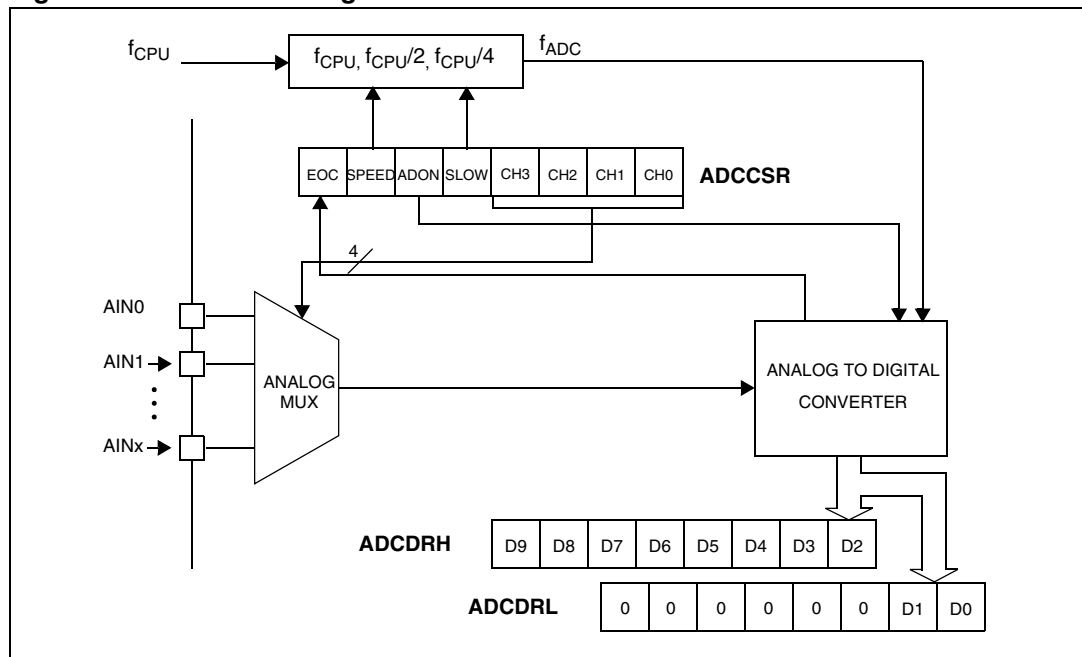 fCPU
fCPU, fCPU/2, fCPU/4
fADC
EOC SPEED ADON SLOW CH3 CH2 CH1 CH0
ADCCSR
4
AIN0
AIN1
AINx
ANALOG
MUX
ANALOG TO DIGITAL
CONVERTER
ADCDRH
D9 D8 D7 D6 D5 D4 D3 D2
ADCDRL
0 0 0 0 0 0 D1 D0